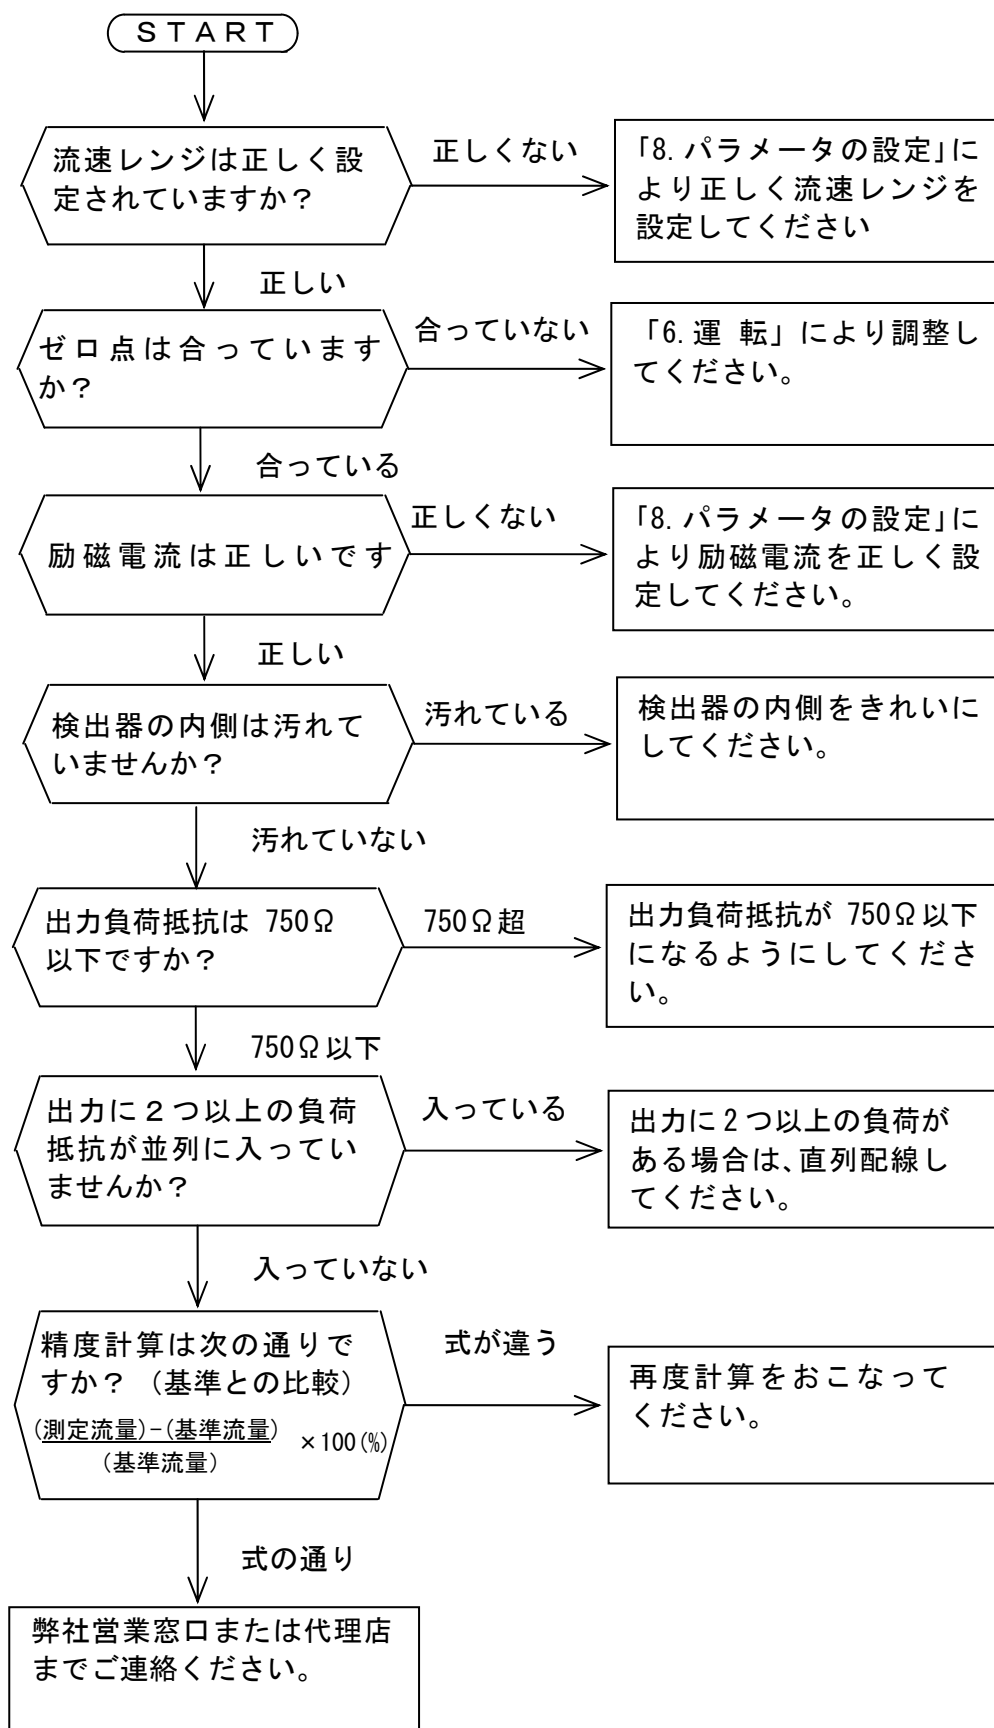 START
流速レンジは正しく設
定されていますか？
正しくない
「8.パラメータの設定」に
より正しく流速レンジを
設定してください
正しい
ゼロ点は合っています
か？
合っていない
「6.運 転」により調整し
てください。
合っている
励磁電流は正しいです
正しくない
「8.パラメータの設定」に
より励磁電流を正しく設
定してください。
正しい
検出器の内側は汚れて
いませんか？
汚れている
検出器の内側をきれいに
してください。
汚れていない
出力負荷抵抗は 750Ω
以下ですか？
750Ω超
出力負荷抵抗が 750Ω以下
になるようにしてくださ
い。
750Ω以下
出力に２つ以上の負荷
抵抗が並列に入ってい
ませんか？
入っている
出力に2つ以上の負荷が
ある場合は、直列配線し
てください。
入っていない
精度計算は次の通りで
すか？（基準との比較）
(測定流量)-(基準流量)
×100(%)
(基準流量)
式が違う
再度計算をおこなって
ください。
式の通り
弊社営業窓口または代理店
までご連絡ください。